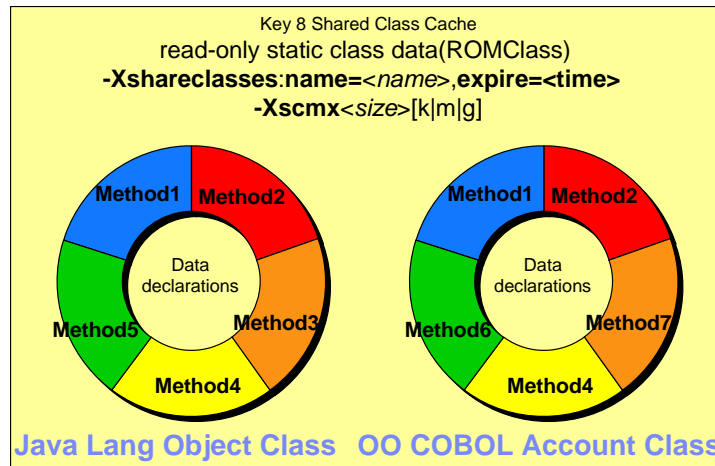 Key 8 Shared Class Cache
read-only static class data(ROMClass)
-Xshareclasses:name=<name>,expire=<time>
-Xscmx<size>[k|m|g]
Method1
Method2
Data
declarations
Method5
Method3
Method4
Java Lang Object Class
Method1
Method2
Data
declarations
Method6
Method7
Method4
OO COBOL Account Class